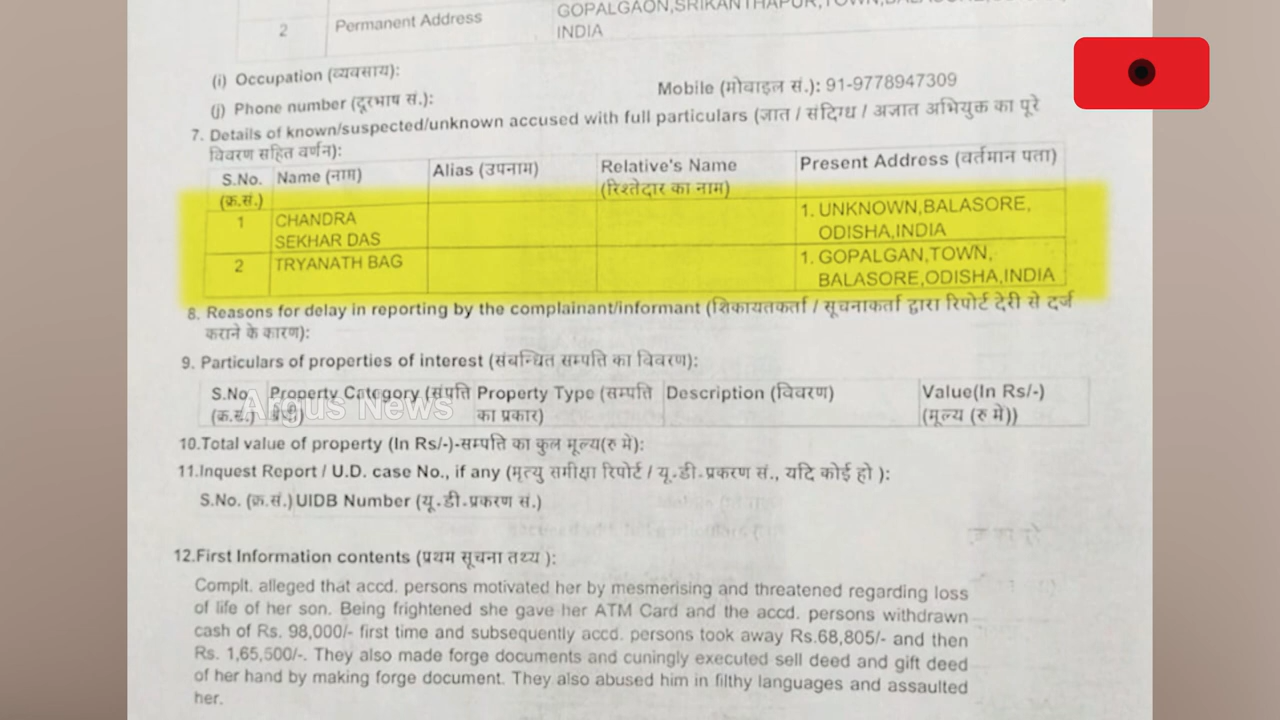 GOPALGAON,SRIKANTHAPUR,TOWN,
2 Permanent Address
INDIA
(i) Occupation (व्यवसाय):
Mobile (मोबाइल सं.): 91-9778947309
(j) Phone number (दूरभाष सं.):
7. Details of known/suspected/unknown accused with full particulars (ज्ञात / संदिग्ध / अज्ञात अभियुक्त का पूरे
विवरण सहित वर्णन):
S.No. Name (नाम) Alias (उपनाम) Relative's Name Present Address (वर्तमान पता)
(क्र.सं.) (रिश्तेदार का नाम)
1 CHANDRA 1. UNKNOWN,BALASORE,
SEKHAR DAS ODISHA,INDIA
2 TRYANATH BAG 1. GOPALGAN,TOWN,
BALASORE,ODISHA,INDIA
8. Reasons for delay in reporting by the complainant/informant (शिकायतकर्ता / सूचनाकर्ता द्वारा रिपोर्ट देरी से दर्ज
कराने के कारण):
9. Particulars of properties of interest (संबन्धित सम्पत्ति का विवरण):
S.No. Property Category (संपत्ति Property Type (सम्पत्ति Description (विवरण) Value(In Rs/-)
(क्र.सं.) श्रेणी) का प्रकार) (मूल्य (रु मे))
Argus News
10.Total value of property (In Rs/-)-सम्पत्ति का कुल मूल्य(रु मे):
11.Inquest Report / U.D. case No., if any (मृत्यु समीक्षा रिपोर्ट / यू.डी.प्रकरण सं., यदि कोई हो ):
S.No. (क्र.सं.) UIDB Number (यू.डी.प्रकरण सं.)
12.First Information contents (प्रथम सूचना तथ्य ):
Complt. alleged that accd. persons motivated her by mesmerising and threatened regarding loss
of life of her son. Being frightened she gave her ATM Card and the accd. persons withdrawn
cash of Rs. 98,000/- first time and subsequently accd. persons took away Rs.68,805/- and then
Rs. 1,65,500/-. They also made forge documents and cuningly executed sell deed and gift deed
of her hand by making forge document. They also abused him in filthy languages and assaulted
her.